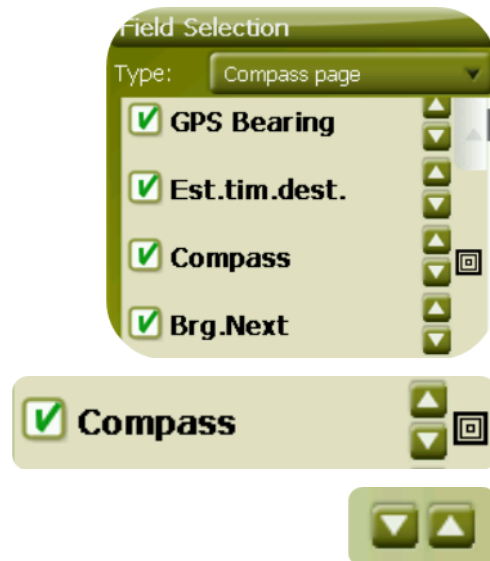 Field Selection
Type: Compass page
GPS Bearing
Est.tim.dest.
Compass
Brg.Next
Compass